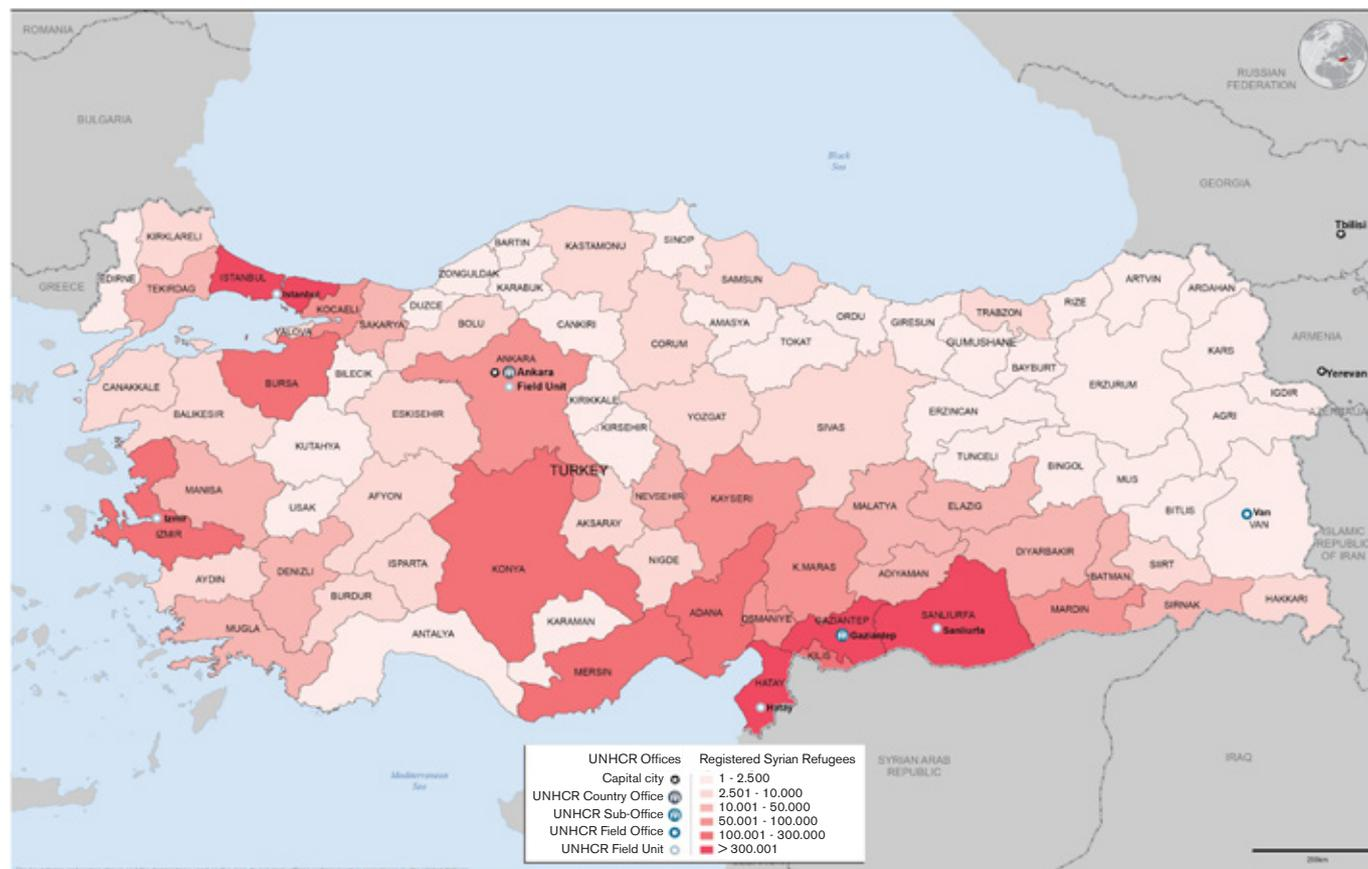 ROMANIA
BULGARIA
GREECE
RUSSIAN
FEDERATION
GEORGIA
Tbilisi
ARMENIA
Yerevan
ISLAMIC
REPUBLIC
OF IRAN
Black
Sea
KIRKLARELI
EDIRNE
TEKIRDAG
ISTANBUL
Istanbul
KOCAELI
YALOVA
SAKARYA
DUZCE
BOLU
ZONGULDAK
BARTIN
KARABUK
KASTAMONU
SINOP
SAMSUN
CANKIRI
CORUM
AMASYA
TOKAT
ORDU
GIRESUN
TRABZON
GUMUSHANE
BAYBURT
RIZE
ARTVIN
ARDAHAN
KARS
IGDIR
AGRI
ERZURUM
ERZINCAN
CANAKKALE
BALIKESIR
BURSA
BILECIK
ESKISEHIR
ANKARA
Ankara
Field Unit
KIRIKKALE
KIRSEHIR
YOZGAT
SIVAS
TUNCELI
BINGOL
MUS
BITLIS
Van
VAN
KUTAHYA
MANISA
USAK
AFYON
TURKEY
NEVSEHIR
KAYSERI
MALATYA
ELAZIG
Izmir
IZMIR
AKSARAY
AYDIN
DENIZLI
ISPARTA
BURDUR
KONYA
NIGDE
K.MARAS
ADIYAMAN
DIYARBAKIR
BATMAN
SIIRT
SIRNAK
HAKKARI
MARDIN
MUGLA
ANTALYA
KARAMAN
MERSIN
ADANA
OSMANIYE
GAZIANTEP
Gaziantep
SANLIURFA
Sanliurfa
KILIS
HATAY
Hatay
Mediterranean
Sea
SYRIAN ARAB
REPUBLIC
IRAQ
UNHCR Offices
Capital city
UNHCR Country Office
UNHCR Sub-Office
UNHCR Field Office
UNHCR Field Unit
Registered Syrian Refugees
1 - 2.500
2.501 - 10.000
10.001 - 50.000
50.001 - 100.000
100.001 - 300.000
> 300.001